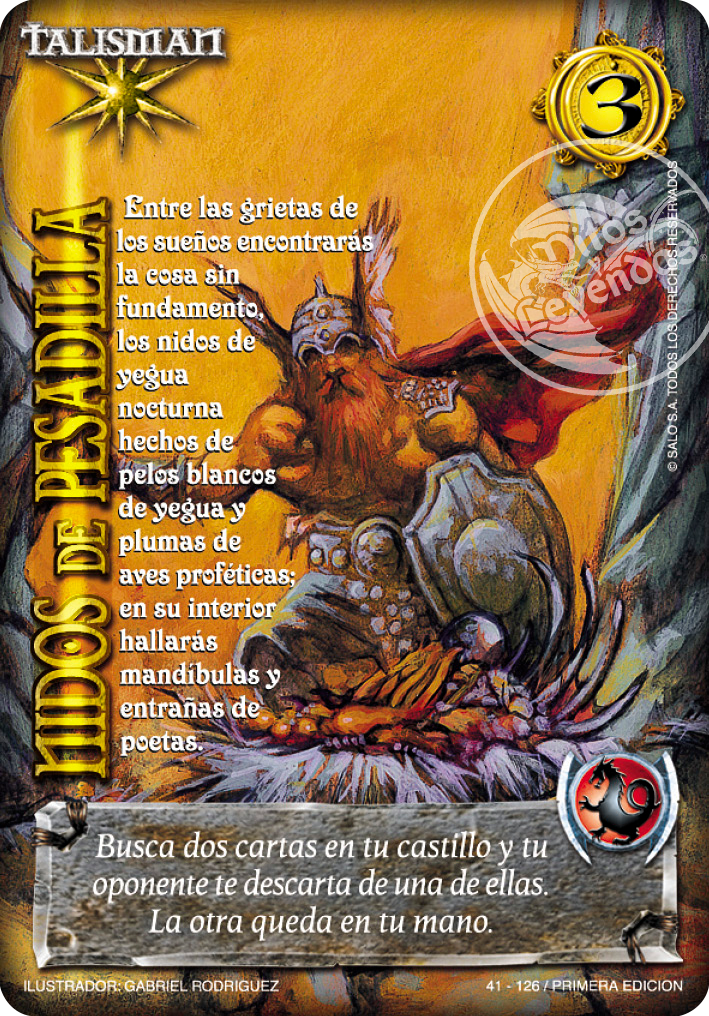 TALISMAN
3
NIDOS DE PESADILLA
Entre las grietas de
los sueños encontrarás
la cosa sin
fundamento,
los nidos de
yegua
nocturna
hechos de
pelos blancos
de yegua y
plumas de
aves proféticas;
en su interior
hallarás
mandíbulas y
entrañas de
poetas.
Mitos
y
Leyendas
© SALO S.A. TODOS LOS DERECHOS RESERVADOS
Busca dos cartas en tu castillo y tu
oponente te descarta de una de ellas.
La otra queda en tu mano.
ILUSTRADOR: GABRIEL RODRIGUEZ
41 - 126 / PRIMERA EDICION